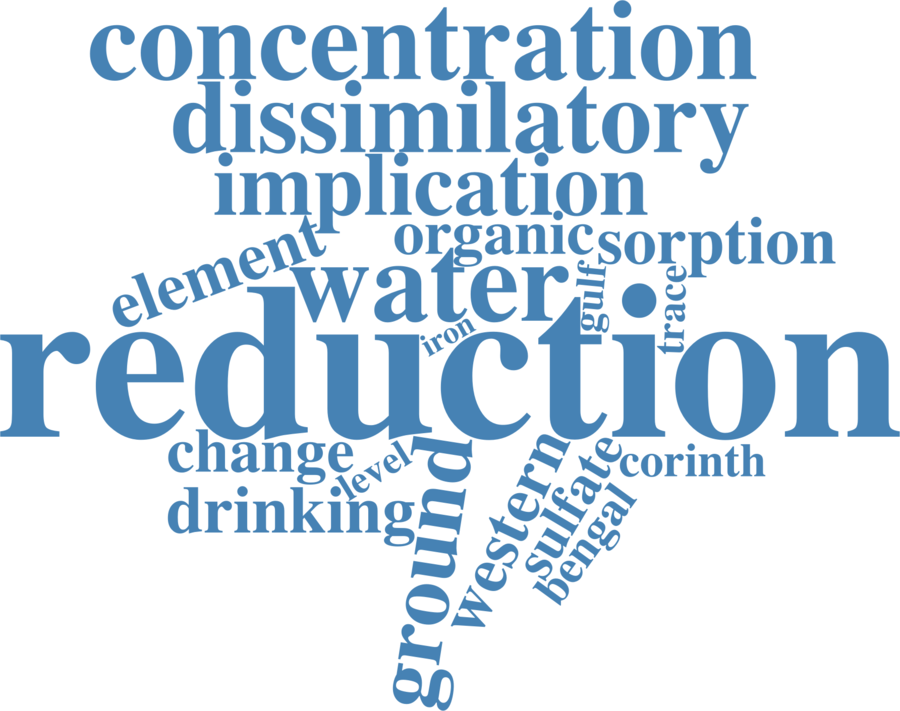 concentration
dissimilatory
implication
organic
sorption
element
water
gulf
trace
iron
reduction
change
level
corinth
drinking
ground
western
sulfate
bengal